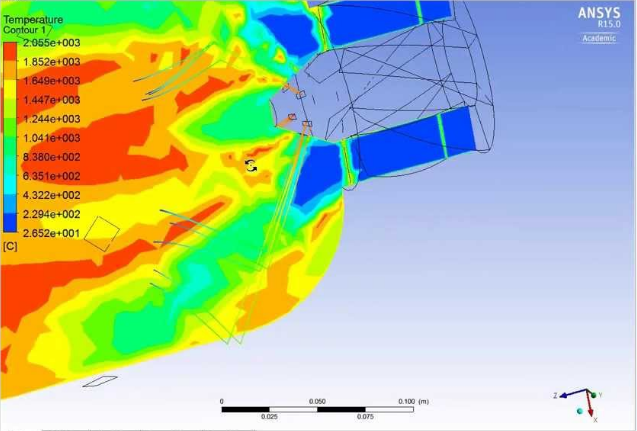 Temperature
Contour 1
2.055e+003
1.852e+003
1.649e+003
1.447e+003
1.244e+003
1.041e+003
8.380e+002
6.351e+002
4.322e+002
2.294e+002
2.652e+001
[C]
ANSYS
R15.0
Academic
0 0.050 0.100 (m)
0.025 0.075
Z Y
X